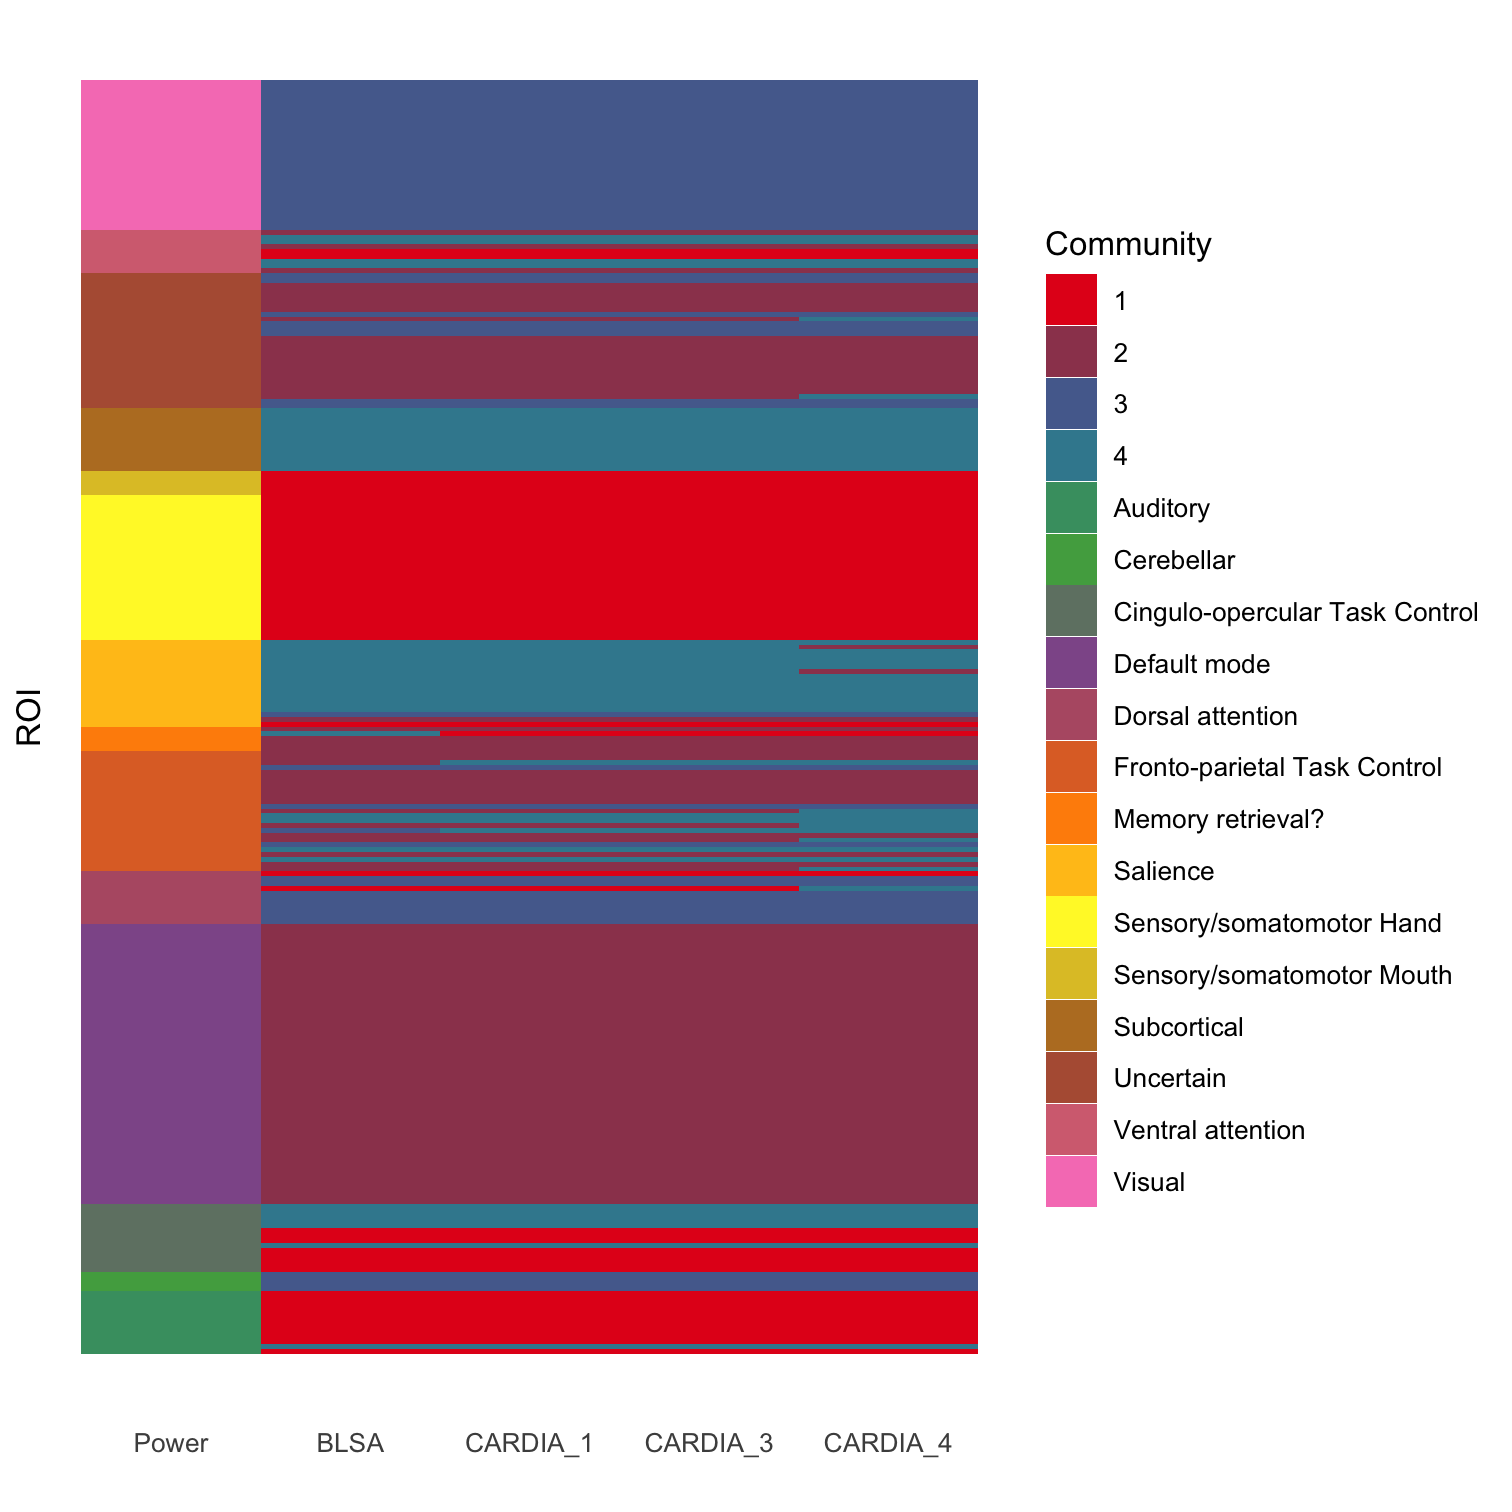 ROI
Power
BLSA
CARDIA_1
CARDIA_3
CARDIA_4
Community
1
2
3
4
Auditory
Cerebellar
Cingulo-opercular Task Control
Default mode
Dorsal attention
Fronto-parietal Task Control
Memory retrieval?
Salience
Sensory/somatomotor Hand
Sensory/somatomotor Mouth
Subcortical
Uncertain
Ventral attention
Visual